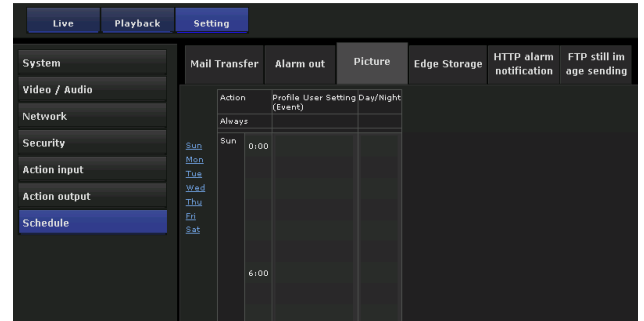 Live Playback Setting
System
Video / Audio
Network
Security
Action input
Action output
Schedule
Mail Transfer Alarm out Picture Edge Storage HTTP alarm notification FTP still im age sending
Action Profile User Setting (Event) Day/Night
Always
Sun
Mon
Tue
Wed
Thu
Fri
Sat
Sun 0:00
6:00